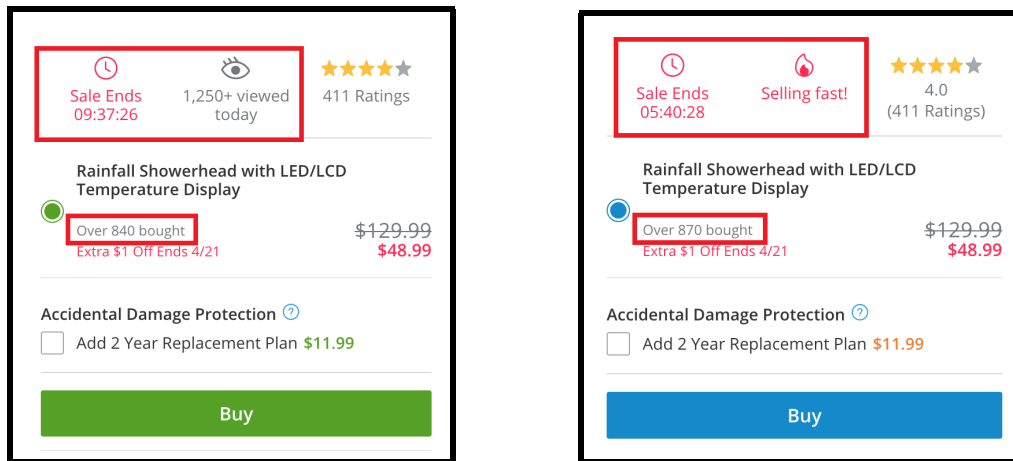 Sale Ends
09:37:26
1,250+ viewed
today
411 Ratings
Rainfall Showerhead with LED/LCD
Temperature Display
Over 840 bought
$129.99
Extra $1 Off Ends 4/21
$48.99
Accidental Damage Protection ?
Add 2 Year Replacement Plan $11.99
Buy
Sale Ends
05:40:28
Selling fast!
4.0
(411 Ratings)
Rainfall Showerhead with LED/LCD
Temperature Display
Over 870 bought
$129.99
Extra $1 Off Ends 4/21
$48.99
Accidental Damage Protection ?
Add 2 Year Replacement Plan $11.99
Buy